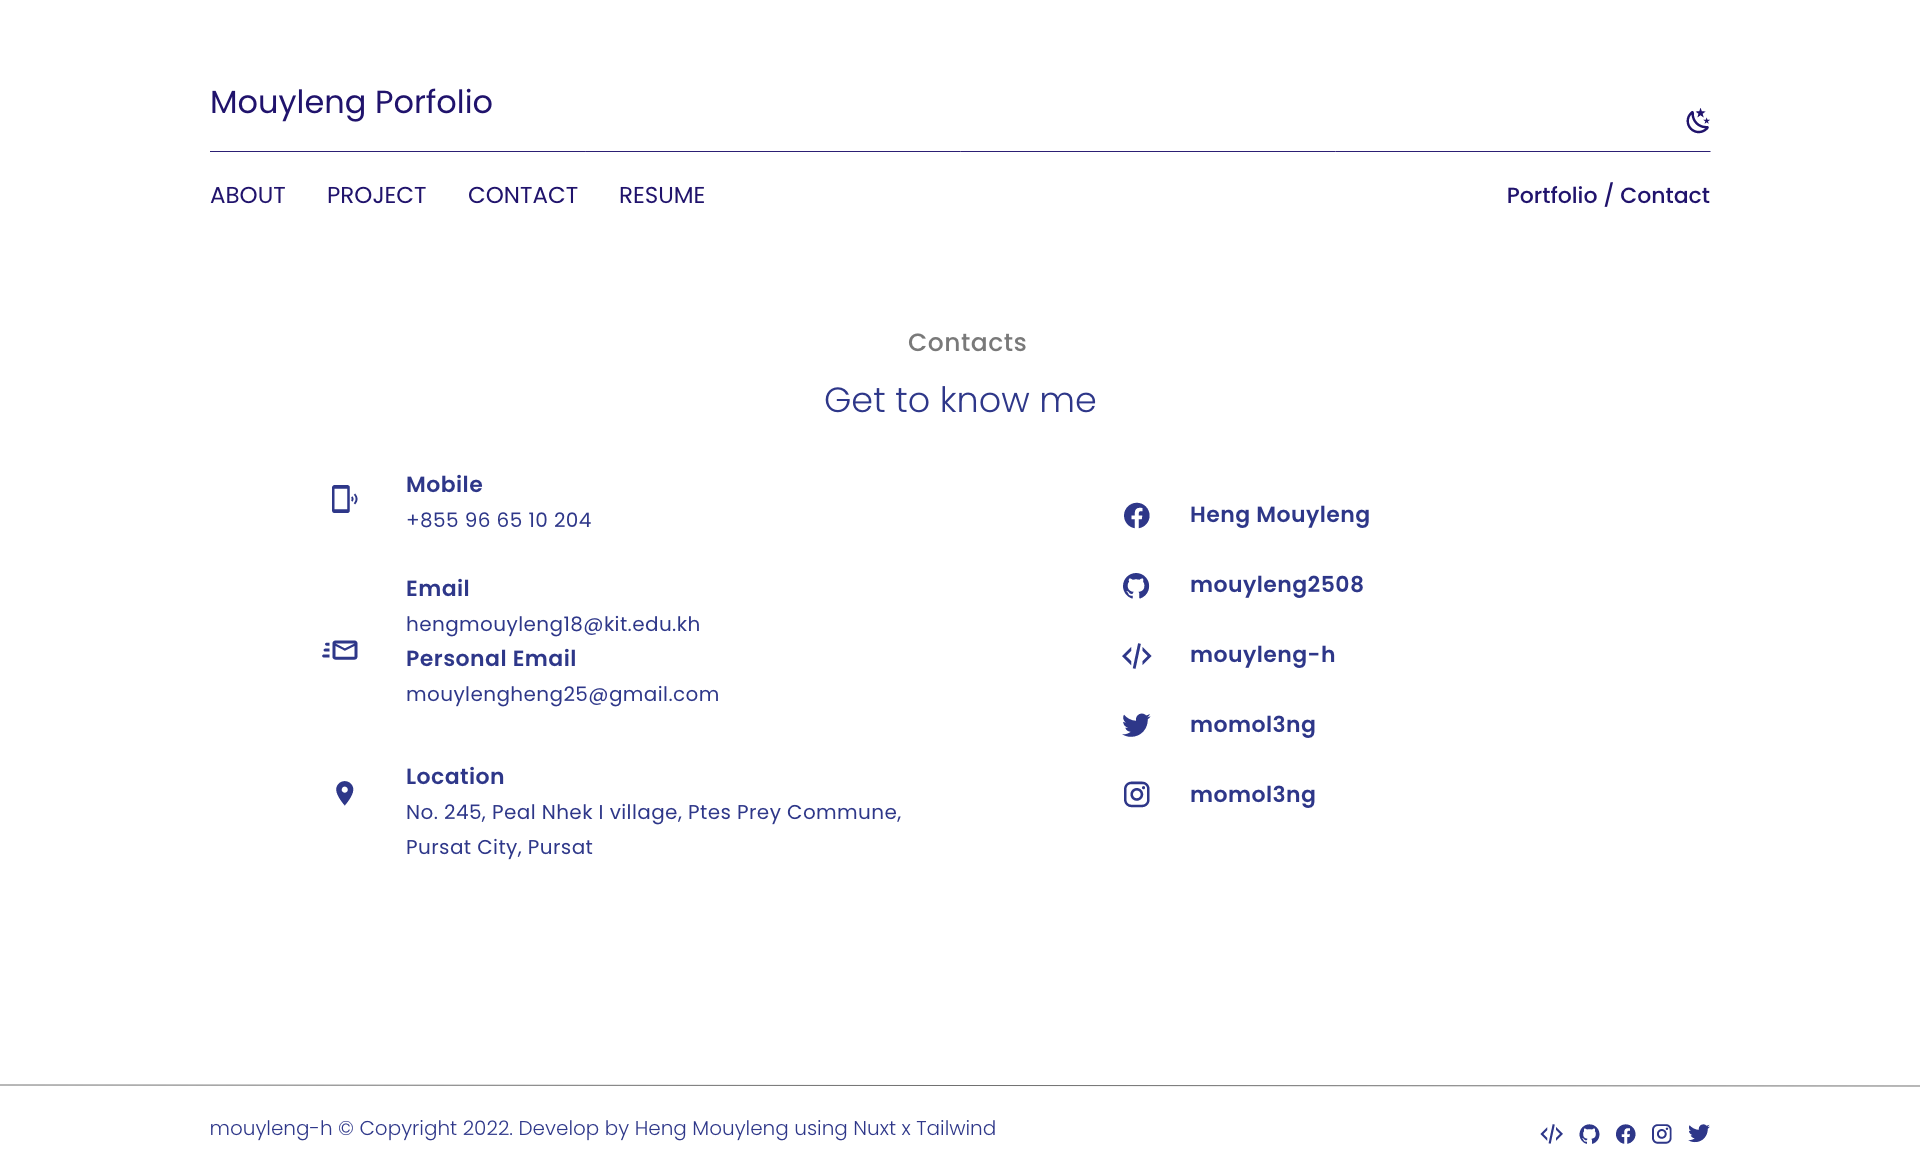 Mouyleng Porfolio
ABOUT PROJECT CONTACT RESUME
Portfolio / Contact
Contacts
Get to know me
Mobile
+855 96 65 10 204
Email
hengmouyleng18@kit.edu.kh
Personal Email
mouylengheng25@gmail.com
Location
No. 245, Peal Nhek I village, Ptes Prey Commune,
Pursat City, Pursat
Heng Mouyleng
mouyleng2508
mouyleng-h
momol3ng
momol3ng
mouyleng-h © Copyright 2022. Develop by Heng Mouyleng using Nuxt x Tailwind